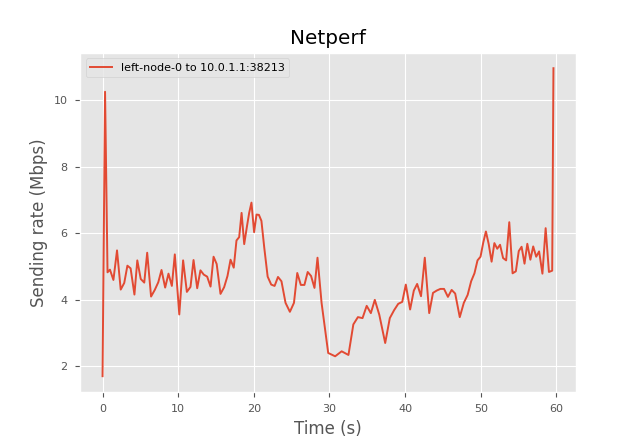 Netperf
left-node-0 to 10.0.1.1:38213
Sending rate (Mbps)
10
8
6
4
2
0 10 20 30 40 50 60
Time (s)